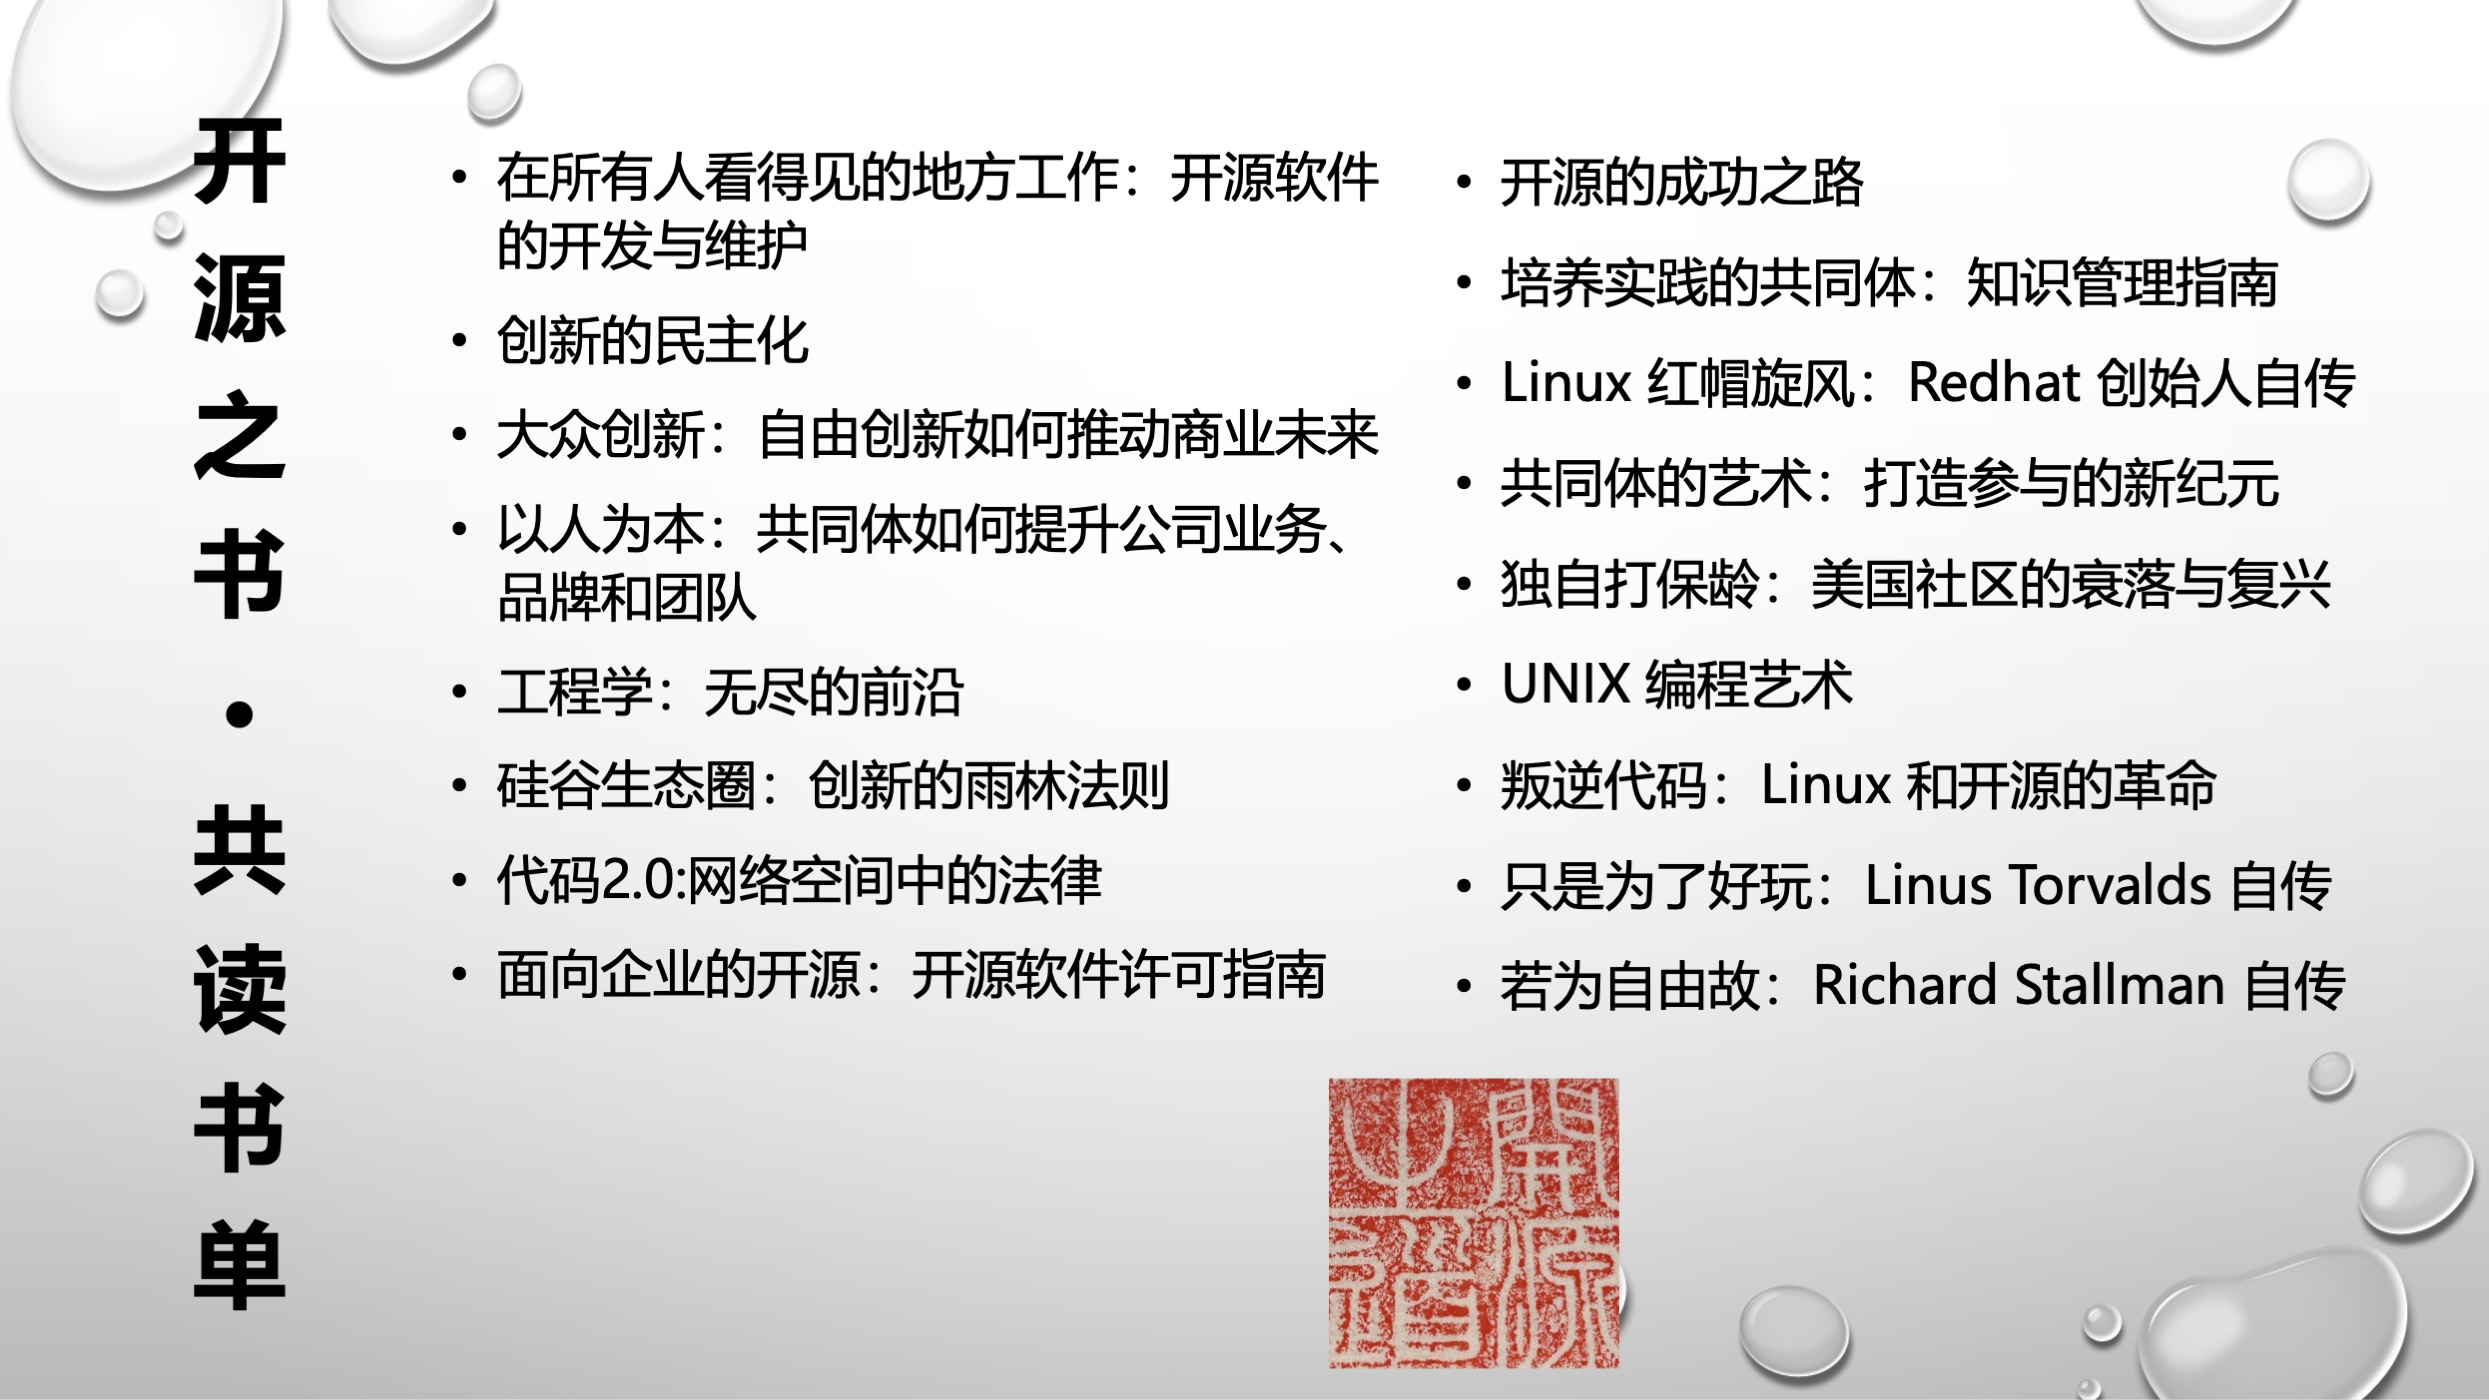 开源之书·共读书单
• 在所有人看得见的地方工作：开源软件
的开发与维护
• 创新的民主化
• 大众创新：自由创新如何推动商业未来
• 以人为本：共同体如何提升公司业务、
品牌和团队
• 工程学：无尽的前沿
• 硅谷生态圈：创新的雨林法则
• 代码2.0:网络空间中的法律
• 面向企业的开源：开源软件许可指南
• 开源的成功之路
• 培养实践的共同体：知识管理指南
• Linux 红帽旋风：Redhat 创始人自传
• 共同体的艺术：打造参与的新纪元
• 独自打保龄：美国社区的衰落与复兴
• UNIX 编程艺术
• 叛逆代码：Linux 和开源的革命
• 只是为了好玩：Linus Torvalds 自传
• 若为自由故：Richard Stallman 自传
開源之道